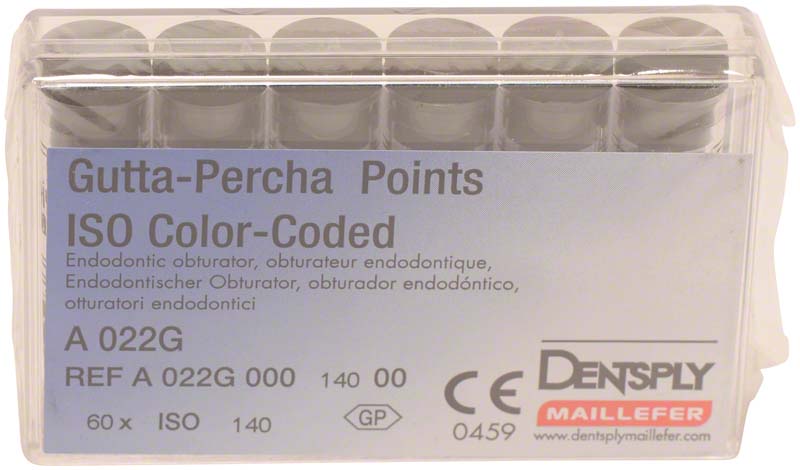 Gutta-Percha Points
ISO Color-Coded
Endodontic obturator, obturateur endodontique,
Endodontischer Obturator, obturador endodóntico,
otturatori endodontici
A 022G
REF A 022G 000 140 00
60 x ISO 140
GP
CE
0459
DENTSPLY
MAILLEFER
www.dentsplymaillefer.com